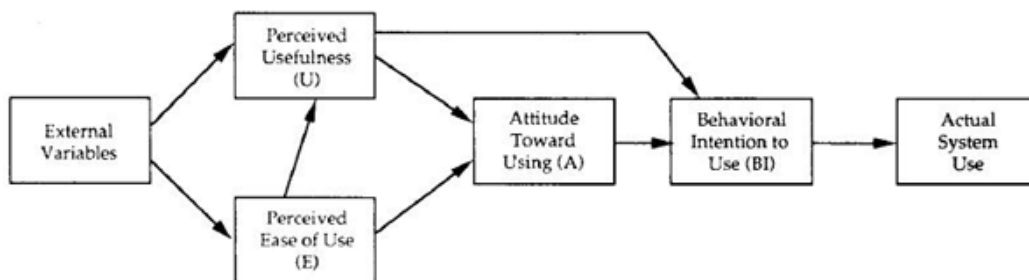 Perceived
Usefulness
(U)
External
Variables
Attitude
Toward
Using (A)
Behavioral
Intention to
Use (BI)
Actual
System
Use
Perceived
Ease of Use
(E)